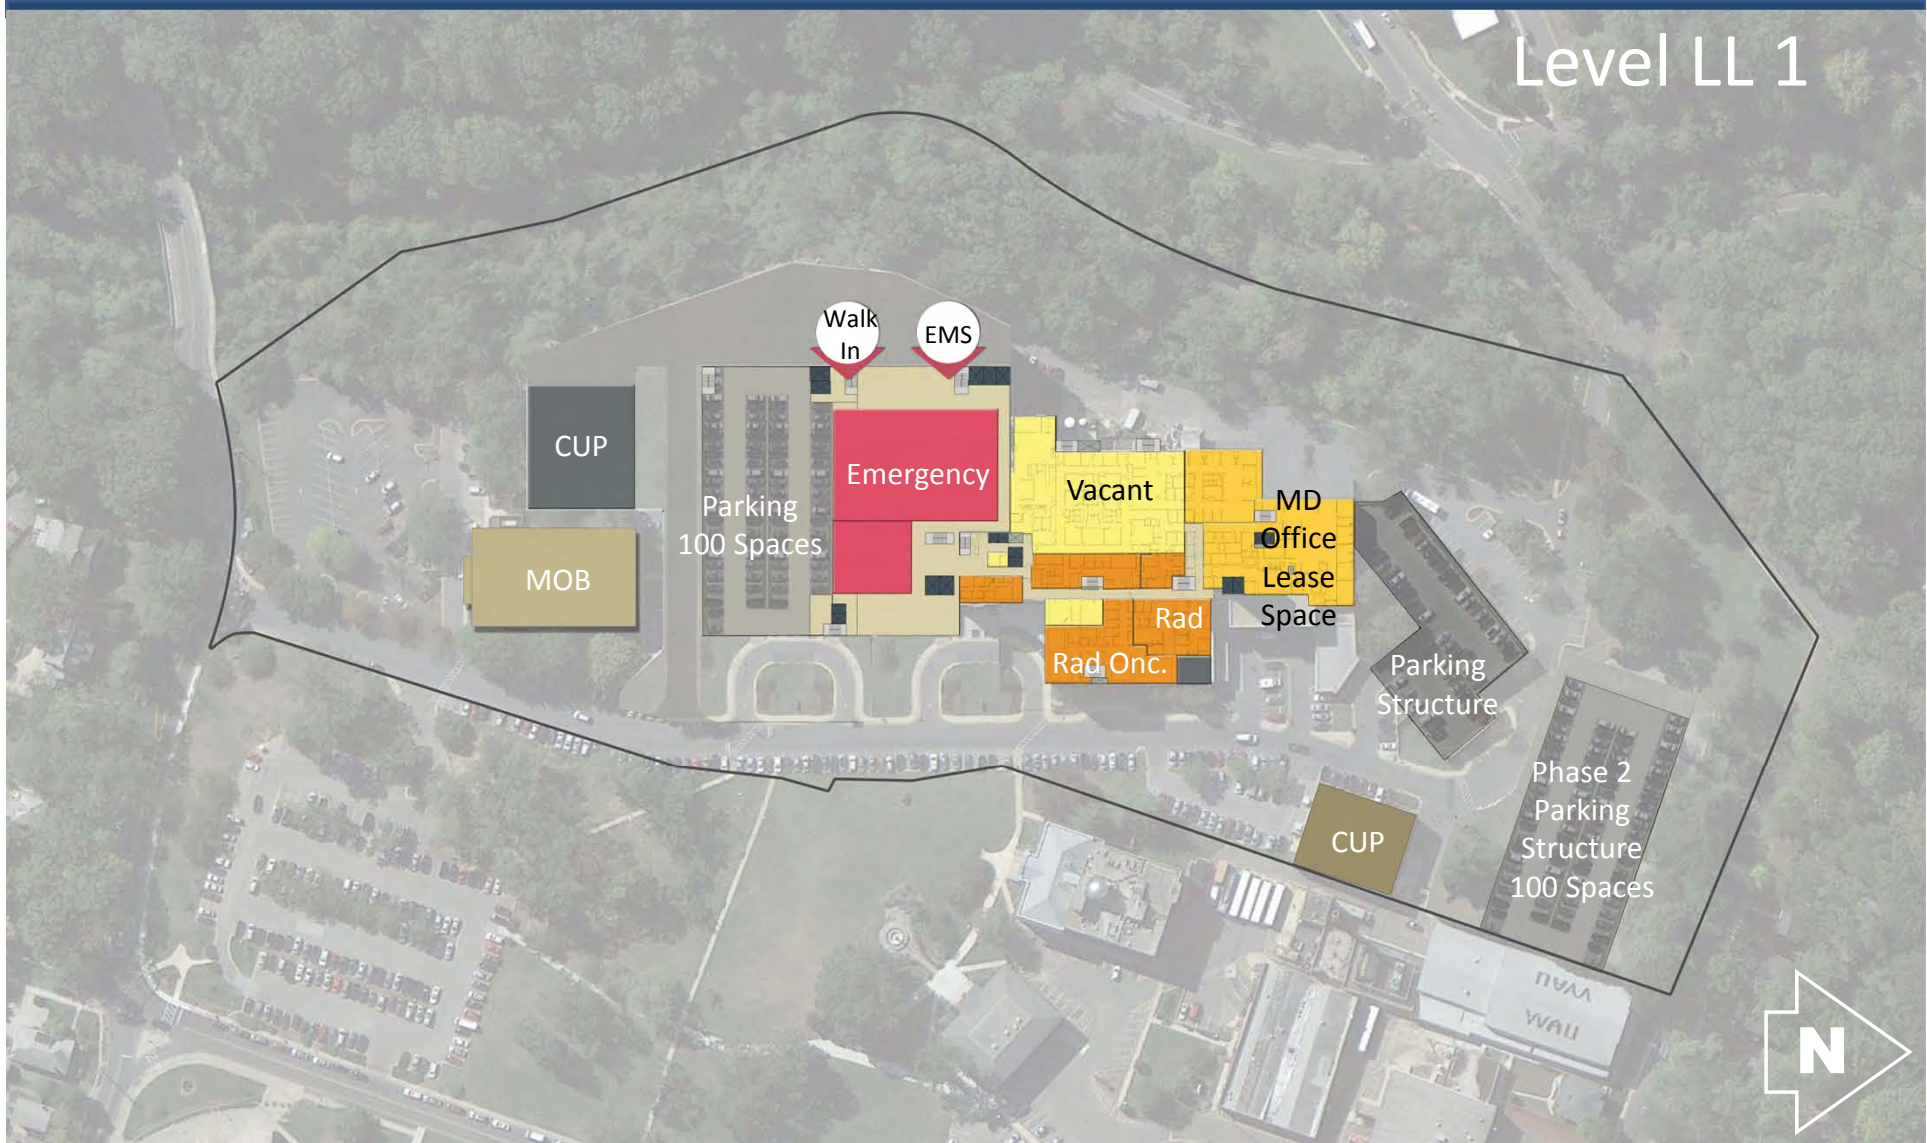 Level LL 1
Walk
In
EMS
CUP
Emergency
Parking
100 Spaces
Vacant
MD
Office
Lease
Space
MOB
Rad
Rad Onc.
Parking
Structure
Phase 2
Parking
Structure
100 Spaces
CUP
N